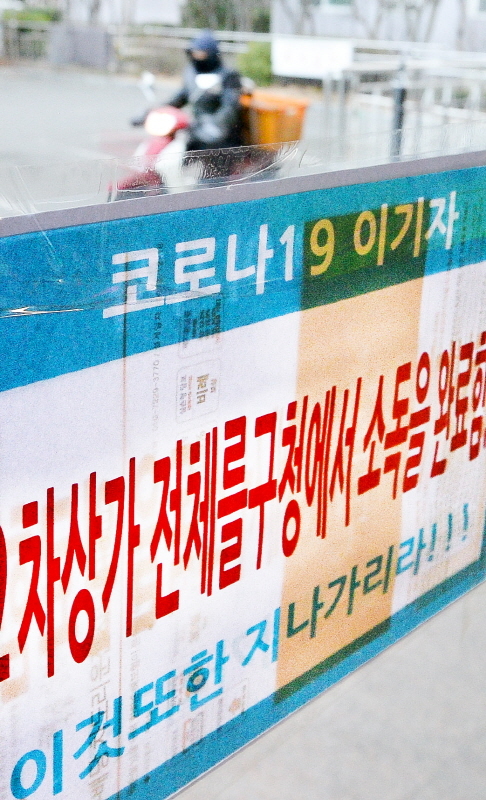 코로나19 이기자
차상가 전체를구청에서 소독을 완료함
이것또한 지나가리라!!!